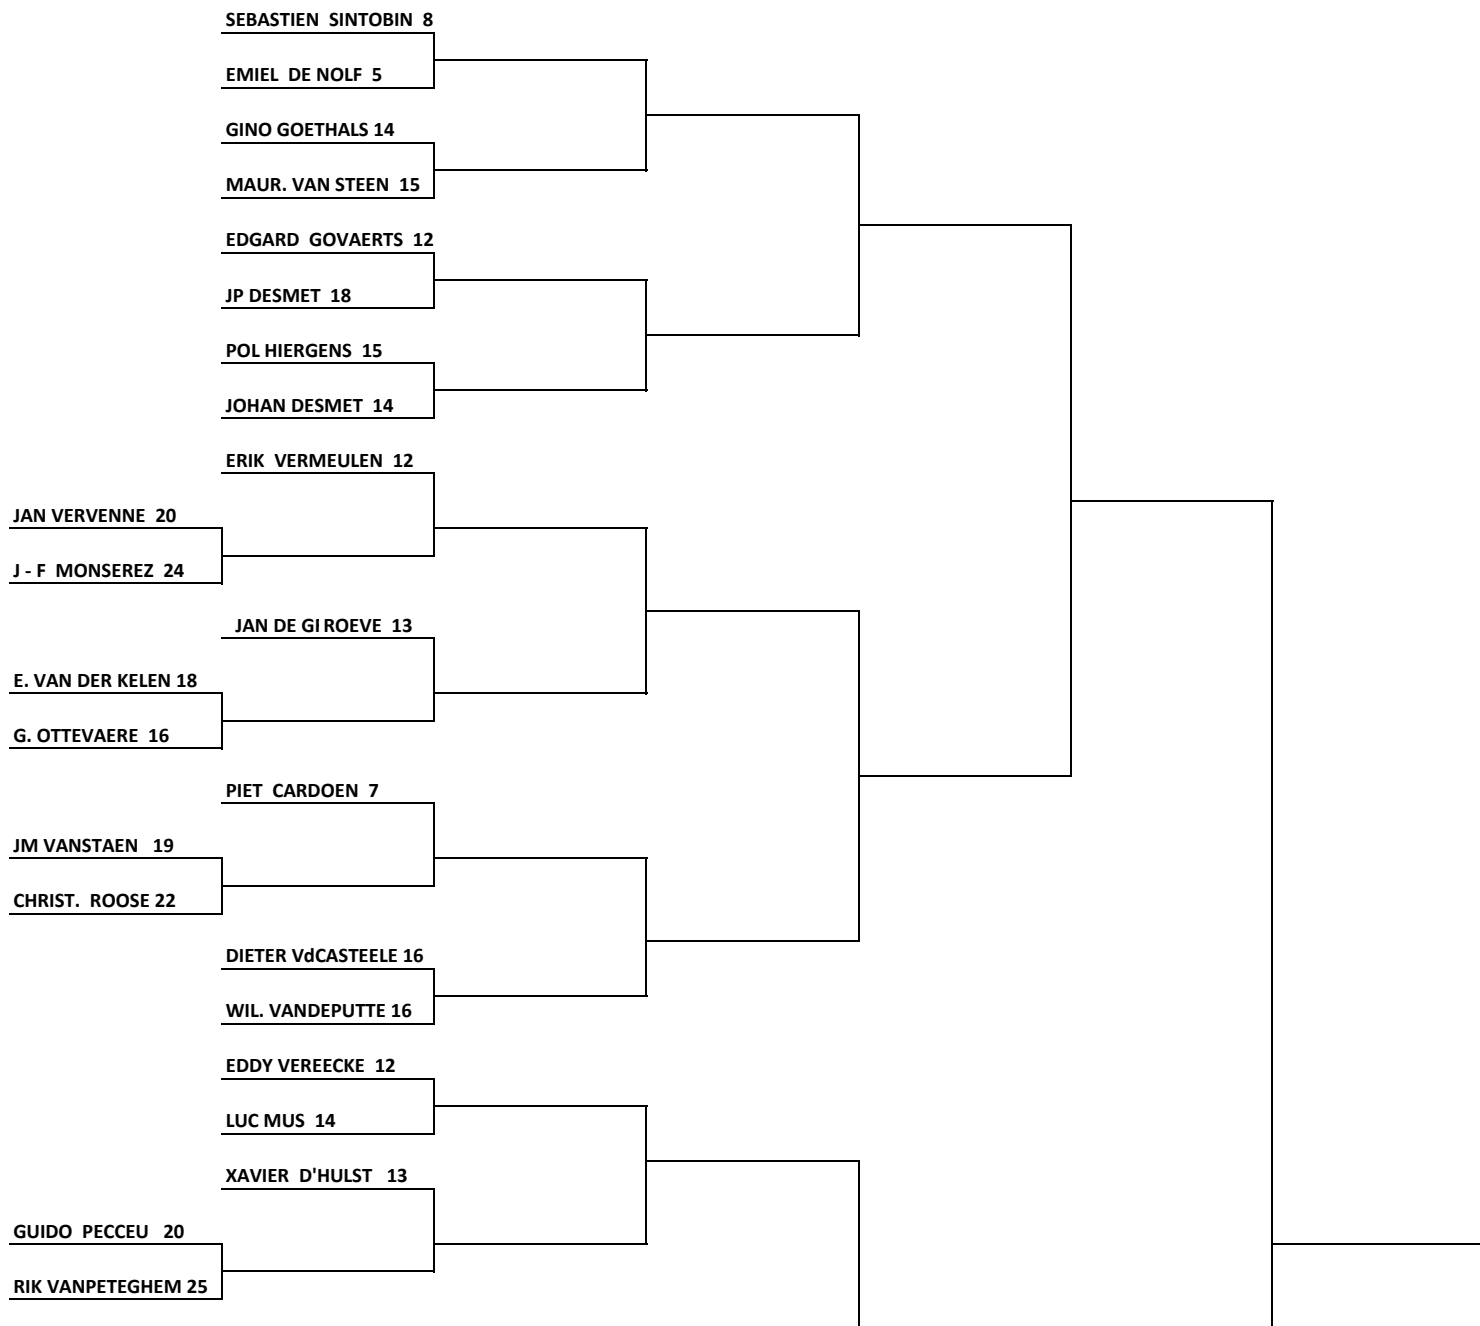 SEBASTIEN SINTOBIN 8
EMIEL DE NOLF 5
GINO GOETHALS 14
MAUR. VAN STEEN 15
EDGARD GOVAERTS 12
JP DESMET 18
POL HIERGENS 15
JOHAN DESMET 14
ERIK VERMEULEN 12
JAN VERVENNE 20
J - F MONSEREZ 24
JAN DE GI ROEVE 13
E. VAN DER KELEN 18
G. OTTEVAERE 16
PIET CARDOEN 7
JM VANSTAEN 19
CHRIST. ROOSE 22
DIETER VdCASTEELE 16
WIL. VANDEPUTTE 16
EDDY VEREECKE 12
LUC MUS 14
XAVIER D'HULST 13
GUIDO PECCEU 20
RIK VANPETEGHEM 25